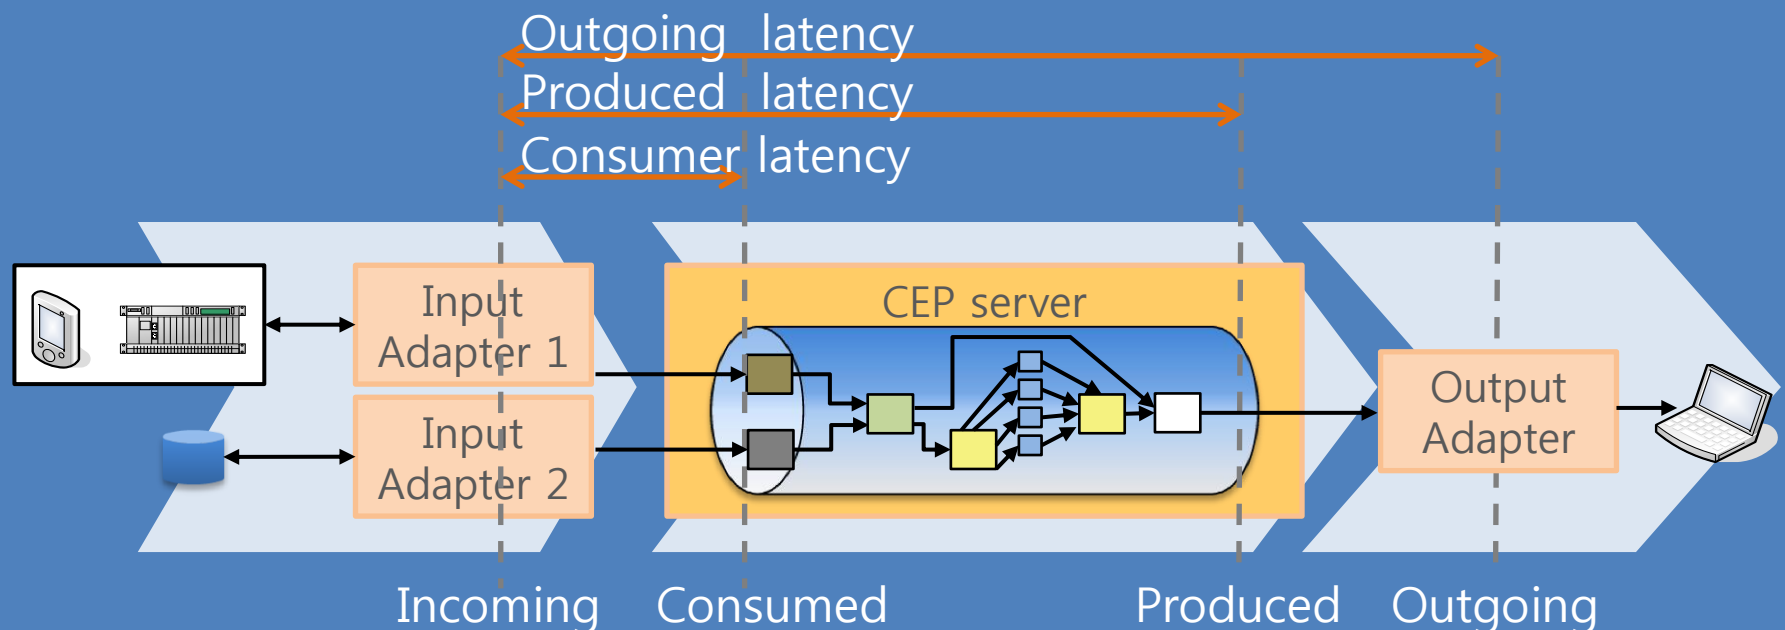 Outgoing latency
Produced latency
Consumer latency
Input
Adapter 1
CEP server
Input
Adapter 2
Output
Adapter
Incoming Consumed Produced Outgoing